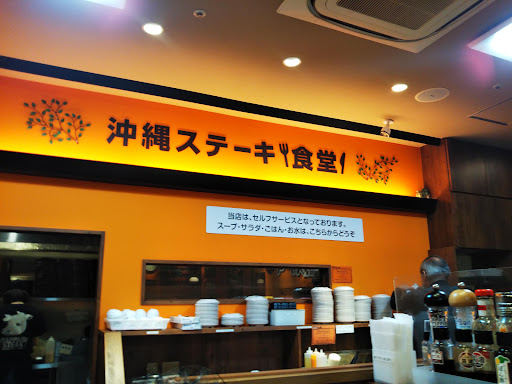 沖縄ステーキ食堂
当店は、セルフサービスとなっております。
スープ・サラダ・ごはん・お水は、こちらからどうぞ